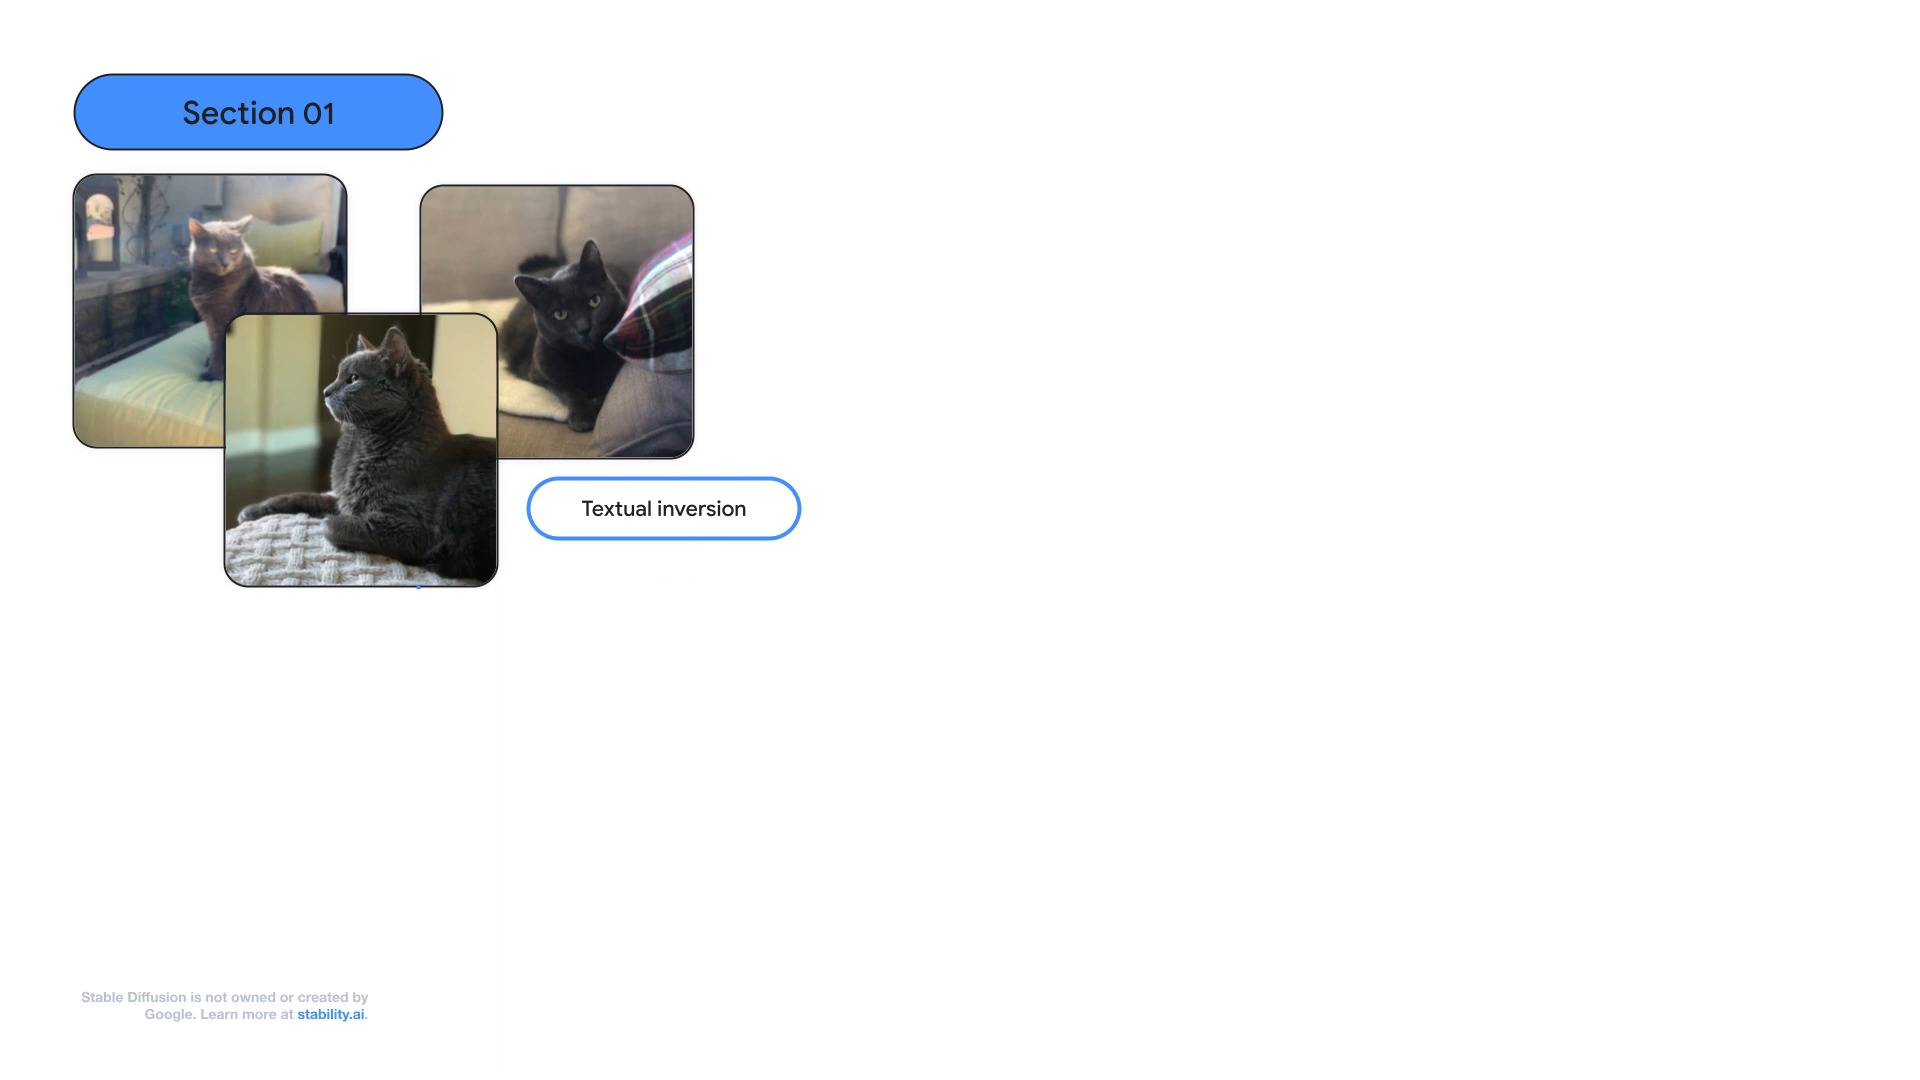 Section 01
Textual inversion
Stable Diffusion is not owned or created by
Google. Learn more at stability.ai.